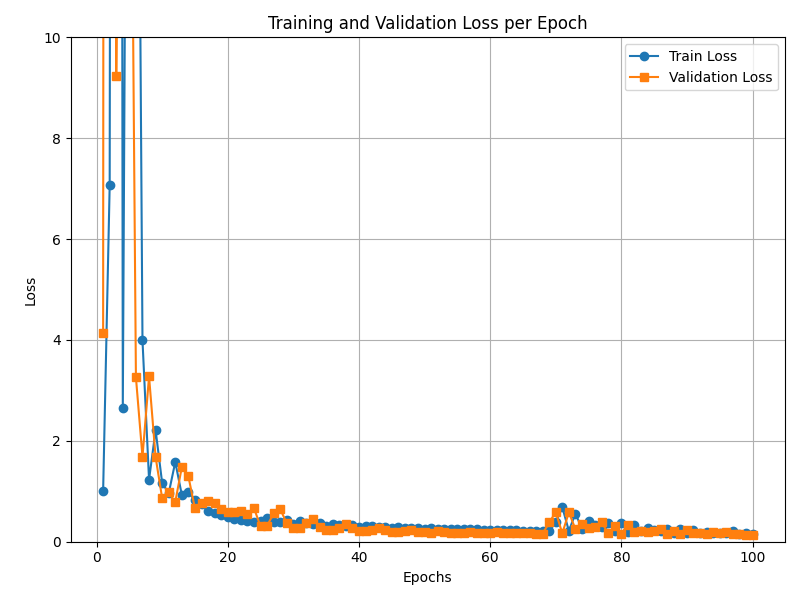 Training and Validation Loss per Epoch
Train Loss
Validation Loss
Loss
10
8
6
4
2
0
0 20 40 60 80 100
Epochs